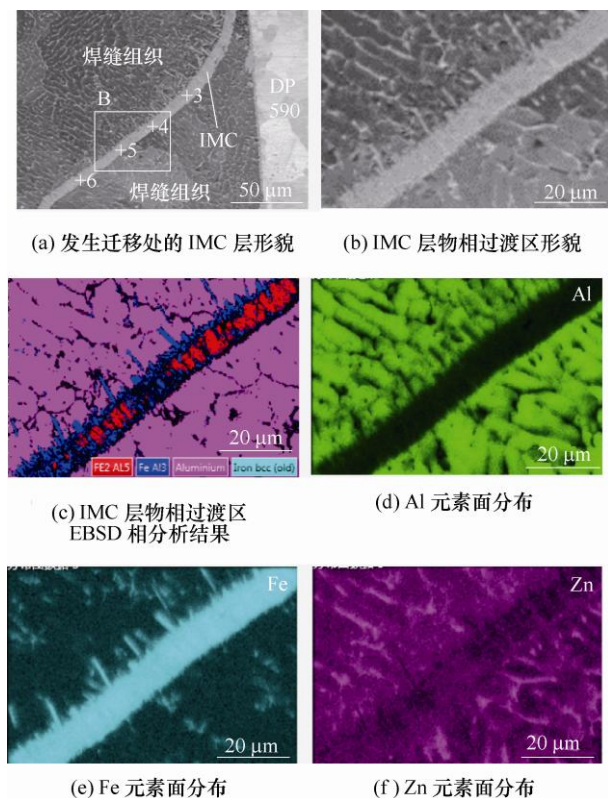 焊缝组织
B
+3
+4
+5
+6
IMC
DP
590
焊缝组织
50 μm
20 μm
(a) 发生迁移处的 IMC 层形貌
(b) IMC 层物相过渡区形貌
20 μm
FE2 AL5 Fe Al3 Aluminium Iron bcc (old)
Al
20 μm
(c) IMC 层物相过渡区
EBSD 相分析结果
(d) Al 元素面分布
Fe
20 μm
Zn
20 μm
(e) Fe 元素面分布
(f) Zn 元素面分布